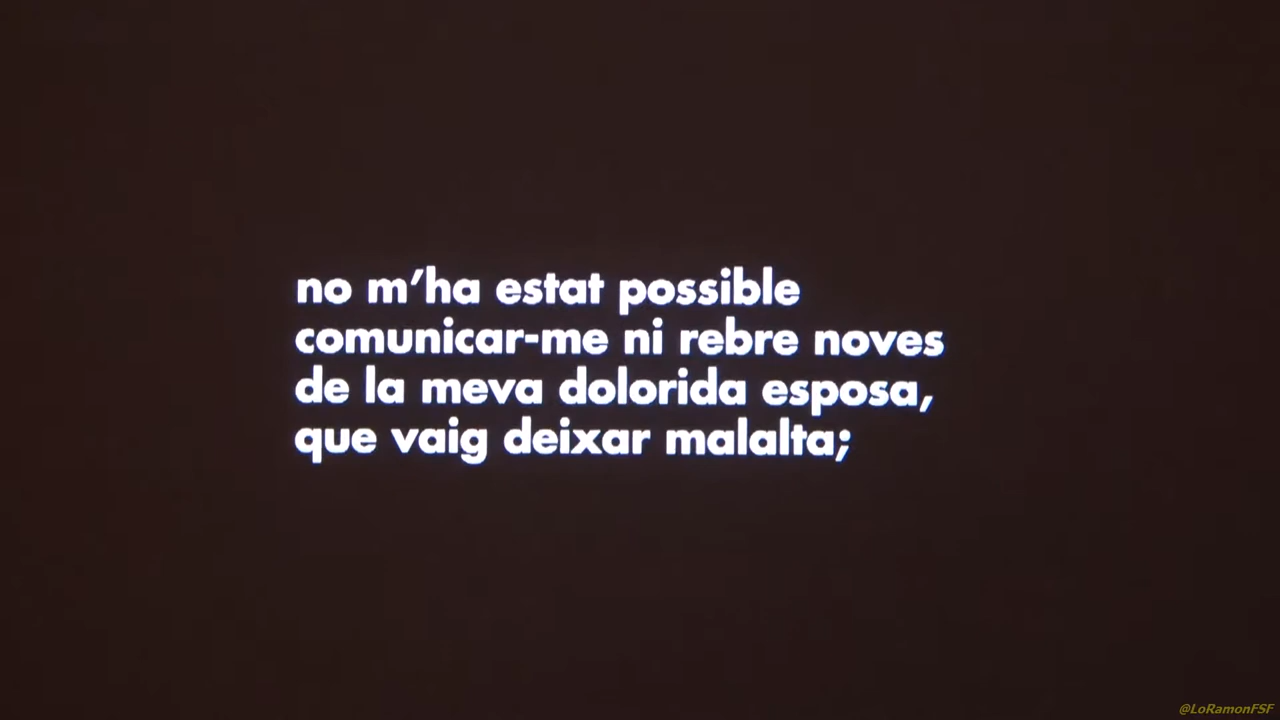 no m’ha estat possible
comunicar-me ni rebre noves
de la meva dolorida esposa,
que vaig deixar malalta;
@LoRamonFSF